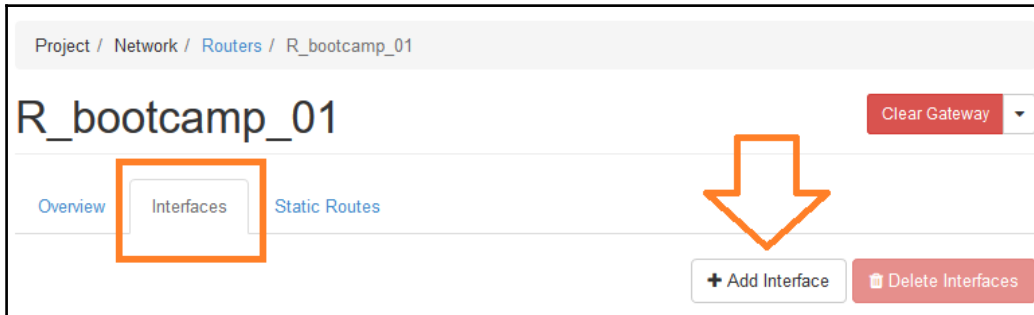 Project / Network / Routers / R_bootcamp_01
R_bootcamp_01
Clear Gateway
Overview Interfaces Static Routes
+ Add Interface Delete Interfaces